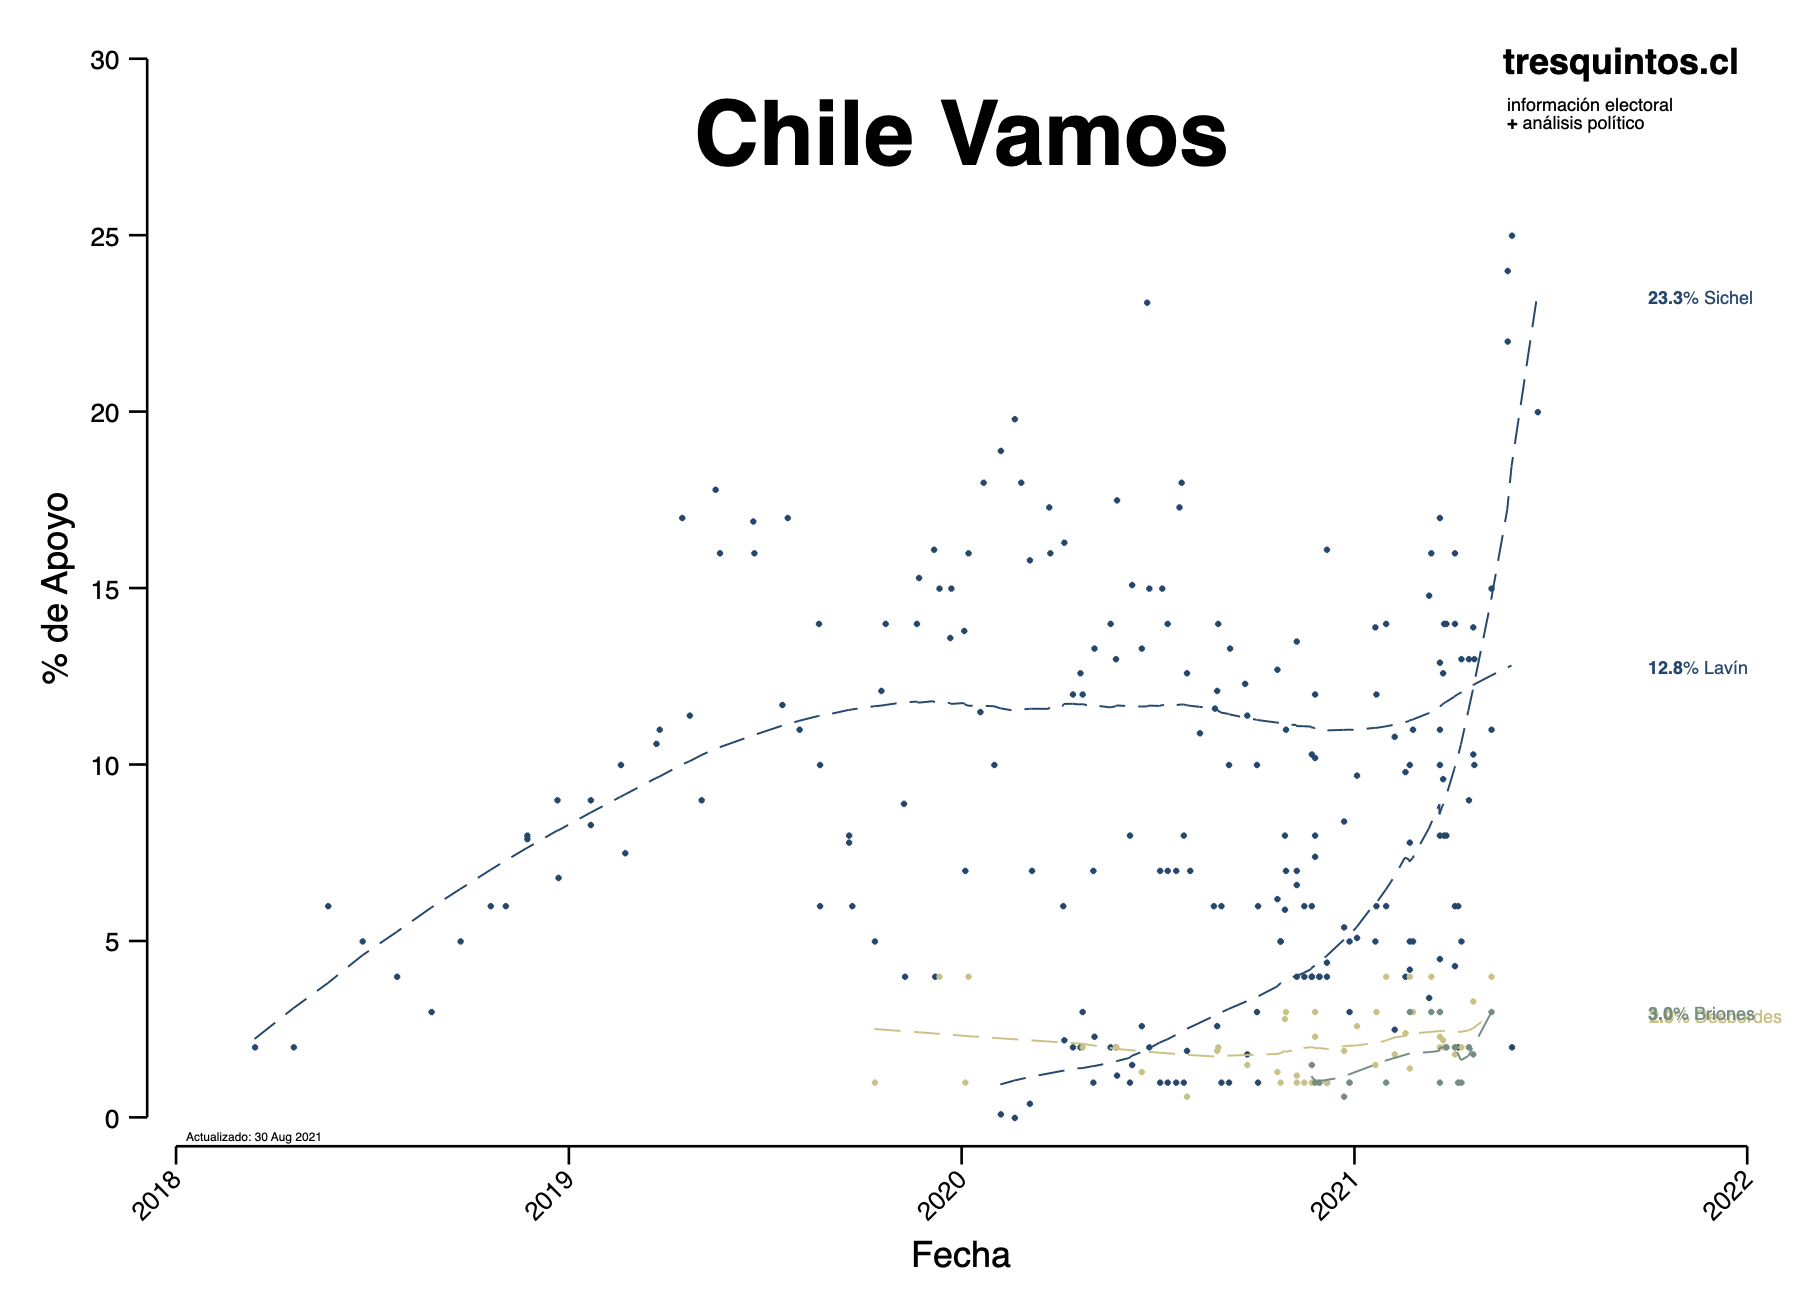 Chile Vamos
tresquintos.cl
información electoral
+ análisis político
% de Apoyo
30
25
20
15
10
5
0
23.3% Sichel
12.8% Lavín
3.0% Briones
Desbordes
Actualizado: 30 Aug 2021
2018
2019
2020
2021
2022
Fecha